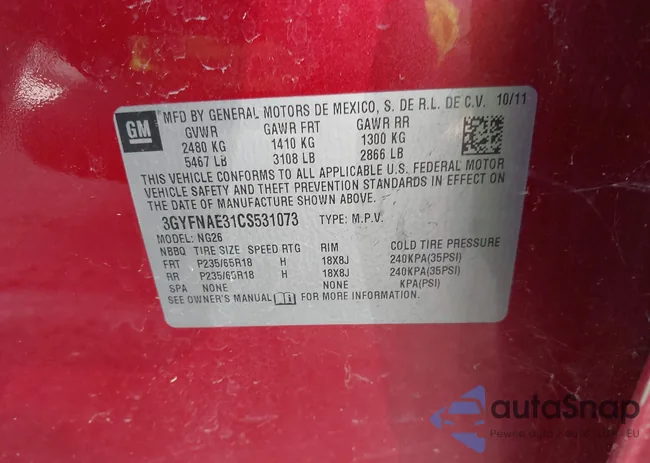 GM
MFD BY GENERAL MOTORS DE MEXICO, S. DE R.L. DE C.V. 10/11
GVWR GAWR FRT GAWR RR
2480 KG 1410 KG 1300 KG
5467 LB 3108 LB 2866 LB
THIS VEHICLE CONFORMS TO ALL APPLICABLE U.S. FEDERAL MOTOR
VEHICLE SAFETY AND THEFT PREVENTION STANDARDS IN EFFECT ON
THE DATE OF MANUFACTURE SHOWN ABOVE.
3GYFNAE31CS531073 TYPE: M.P.V.
MODEL: NG26
NBBQ TIRE SIZE SPEED RTG RIM COLD TIRE PRESSURE
FRT P235/65R18 H 18X8J 240KPA(35PSI)
RR P235/65R18 H 18X8J 240KPA(35PSI)
SPA NONE NONE KPA(PSI)
SEE OWNER'S MANUAL FOR MORE INFORMATION.
autoSnap
Pewne auta